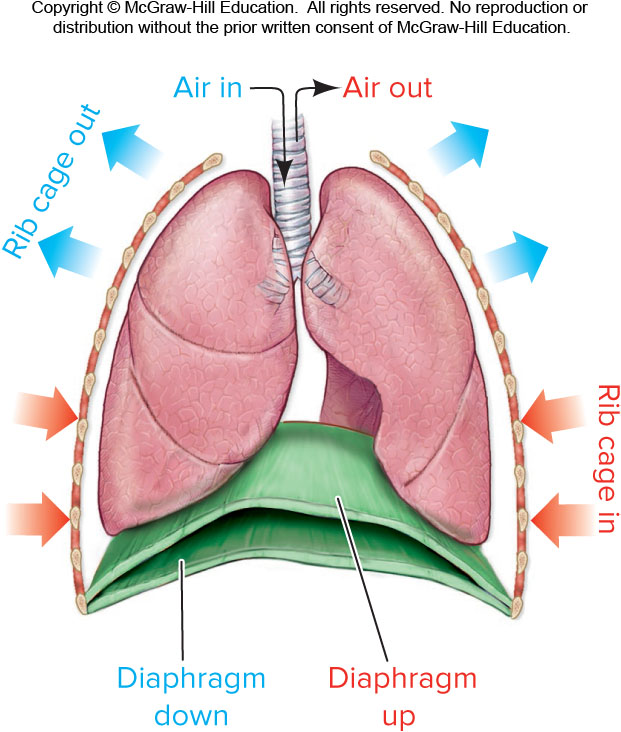 Copyright © McGraw-Hill Education.  All rights reserved. No reproduction or
distribution without the prior written consent of McGraw-Hill Education.
Air in
Air out
Rib cage out
Rib cage in
Diaphragm
down
Diaphragm
up